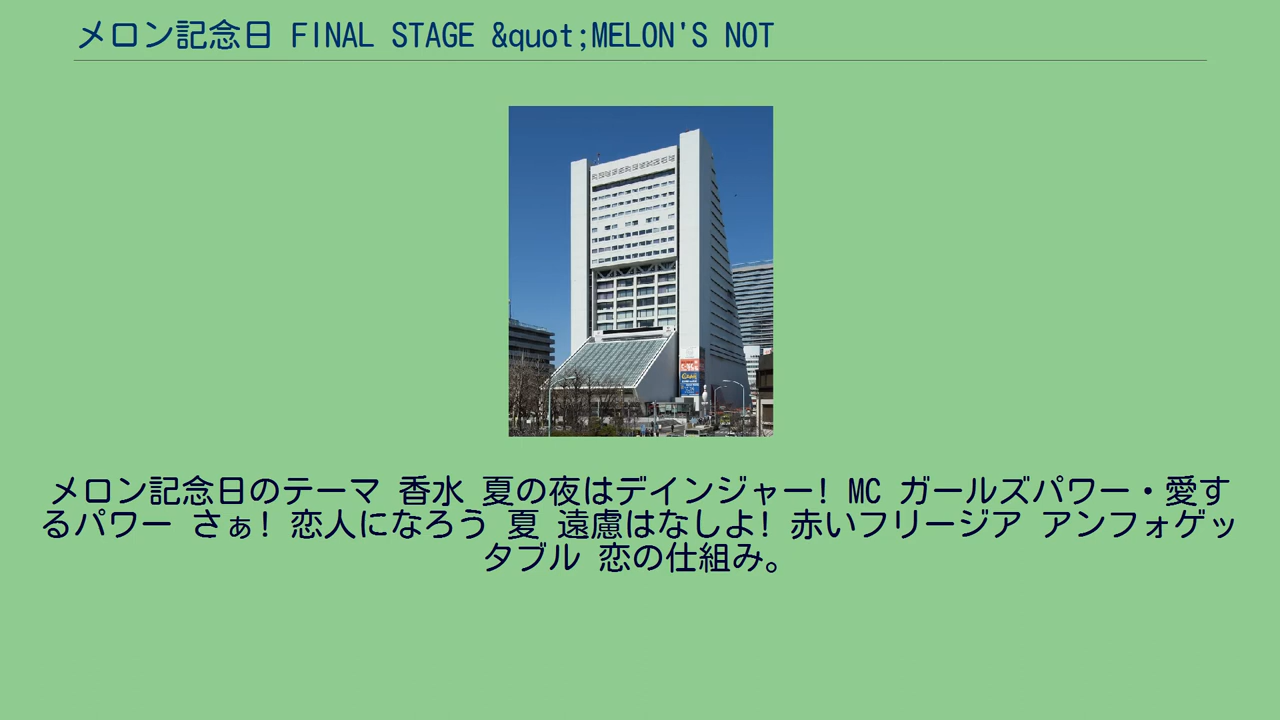 メロン記念日 FINAL STAGE &quot;MELON'S NOT
メロン記念日のテーマ 香水 夏の夜はデインジャー! MC ガールズパワー・愛す
るパワー さぁ! 恋人になろう 夏 遠慮はなしよ! 赤いフリージア アンフォゲッ
タブル 恋の仕組み。